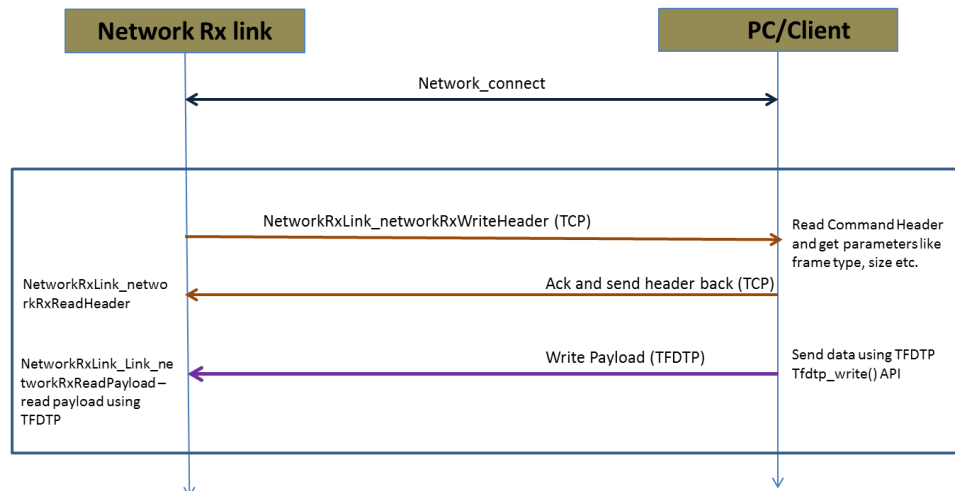 Network Rx link
PC/Client
Network_connect
NetworkRxLink_networkRxWriteHeader (TCP)
Read Command Header
and get parameters like
frame type, size etc.
NetworkRxLink_netwo
rkRxReadHeader
Ack and send header back (TCP)
NetworkRxLink_Link_ne
tworkRxReadPayload –
read payload using
TFDTP
Write Payload (TFDTP)
Send data using TFDTP
Tfdtp_write() API